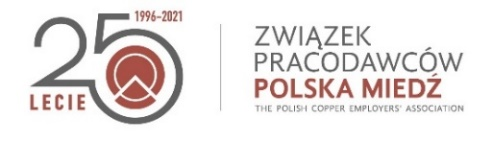 1996-2021
25
LECIE
ZWIĄZEK
PRACODAWCÓW
POLSKA MIEDŹ
THE POLISH COPPER EMPLOYERS' ASSOCIATION